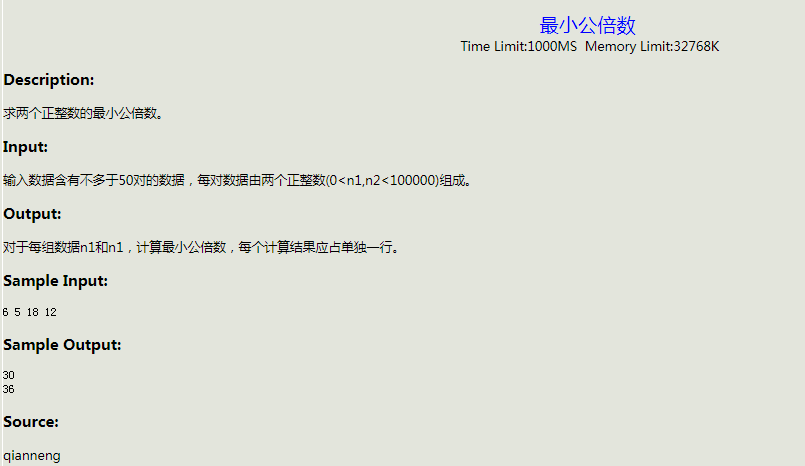 最小公倍数
Time Limit:1000MS Memory Limit:32768K
Description:
求两个正整数的最小公倍数。
Input:
输入数据含有不多于50对的数据，每对数据由两个正整数(0<n1,n2<100000)组成。
Output:
对于每组数据n1和n1，计算最小公倍数，每个计算结果应占单独一行。
Sample Input:
6 5 18 12
Sample Output:
30
36
Source:
qianneng